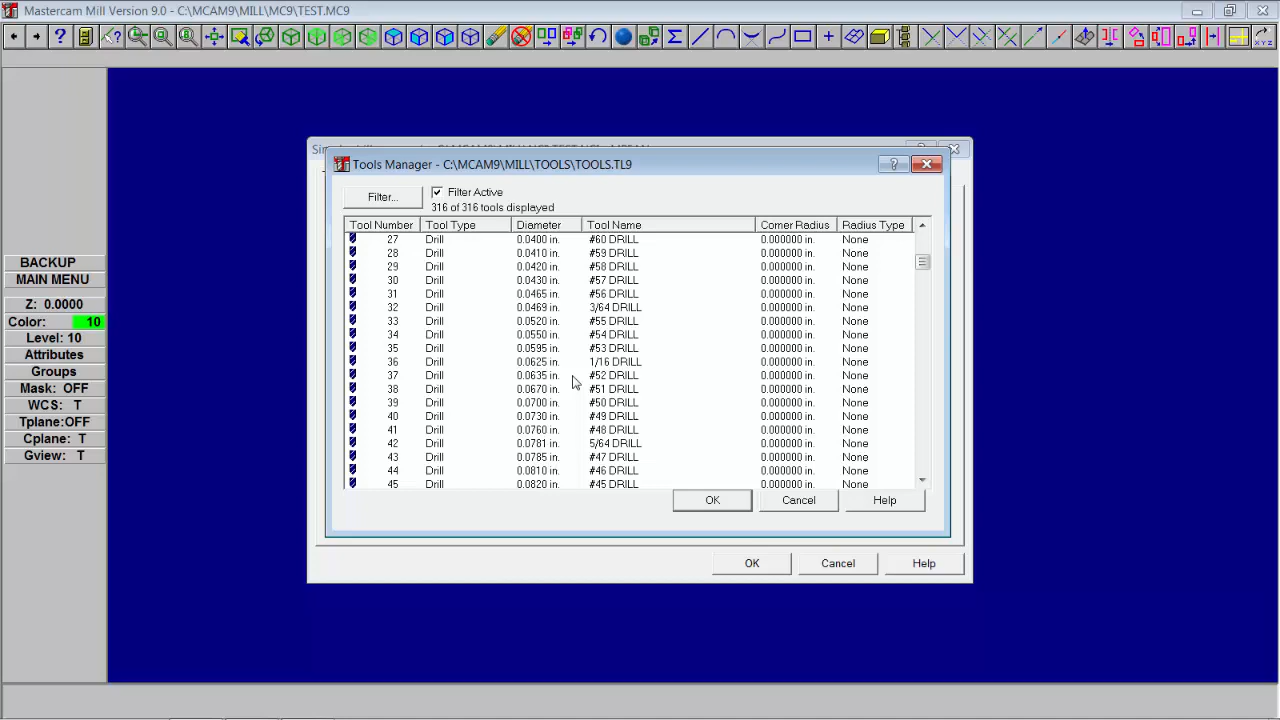 Mastercam Mill Version 9.0 - C:\MCAM9\MILL\MC9\TEST.MC9
Tools Manager - C:\MCAM9\MILL\TOOLS\TOOLS.TL9
Filter...
Filter Active
316 of 316 tools displayed
Tool Number Tool Type Diameter Tool Name Corner Radius Radius Type
27 Drill 0.0400 in. #60 DRILL 0.000000 in. None
28 Drill 0.0410 in. #59 DRILL 0.000000 in. None
29 Drill 0.0420 in. #58 DRILL 0.000000 in. None
30 Drill 0.0430 in. #57 DRILL 0.000000 in. None
31 Drill 0.0465 in. #56 DRILL 0.000000 in. None
32 Drill 0.0469 in. 3/64 DRILL 0.000000 in. None
33 Drill 0.0520 in. #55 DRILL 0.000000 in. None
34 Drill 0.0550 in. #54 DRILL 0.000000 in. None
35 Drill 0.0595 in. #53 DRILL 0.000000 in. None
36 Drill 0.0625 in. 1/16 DRILL 0.000000 in. None
37 Drill 0.0635 in. #52 DRILL 0.000000 in. None
38 Drill 0.0670 in. #51 DRILL 0.000000 in. None
39 Drill 0.0700 in. #50 DRILL 0.000000 in. None
40 Drill 0.0730 in. #49 DRILL 0.000000 in. None
41 Drill 0.0760 in. #48 DRILL 0.000000 in. None
42 Drill 0.0781 in. 5/64 DRILL 0.000000 in. None
43 Drill 0.0785 in. #47 DRILL 0.000000 in. None
44 Drill 0.0810 in. #46 DRILL 0.000000 in. None
45 Drill 0.0820 in. #45 DRILL 0.000000 in. None
OK Cancel Help
OK Cancel Help
BACKUP
MAIN MENU
Z: 0.0000
Color: 10
Level: 10
Attributes
Groups
Mask: OFF
WCS: T
Tplane:OFF
Cplane: T
Gview: T